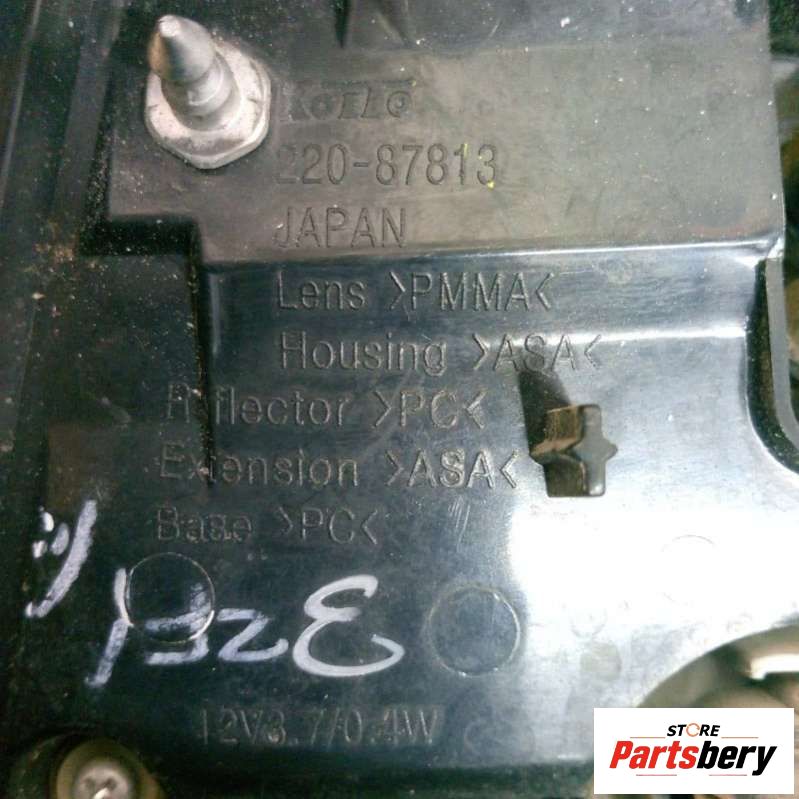 KOITO
220-87813
JAPAN
Lens >PMMA<
Housing >ASA<
Reflector >PC<
Extension >ASA<
Base >PC<
12V3.7/0.4W
STORE
Partsbery